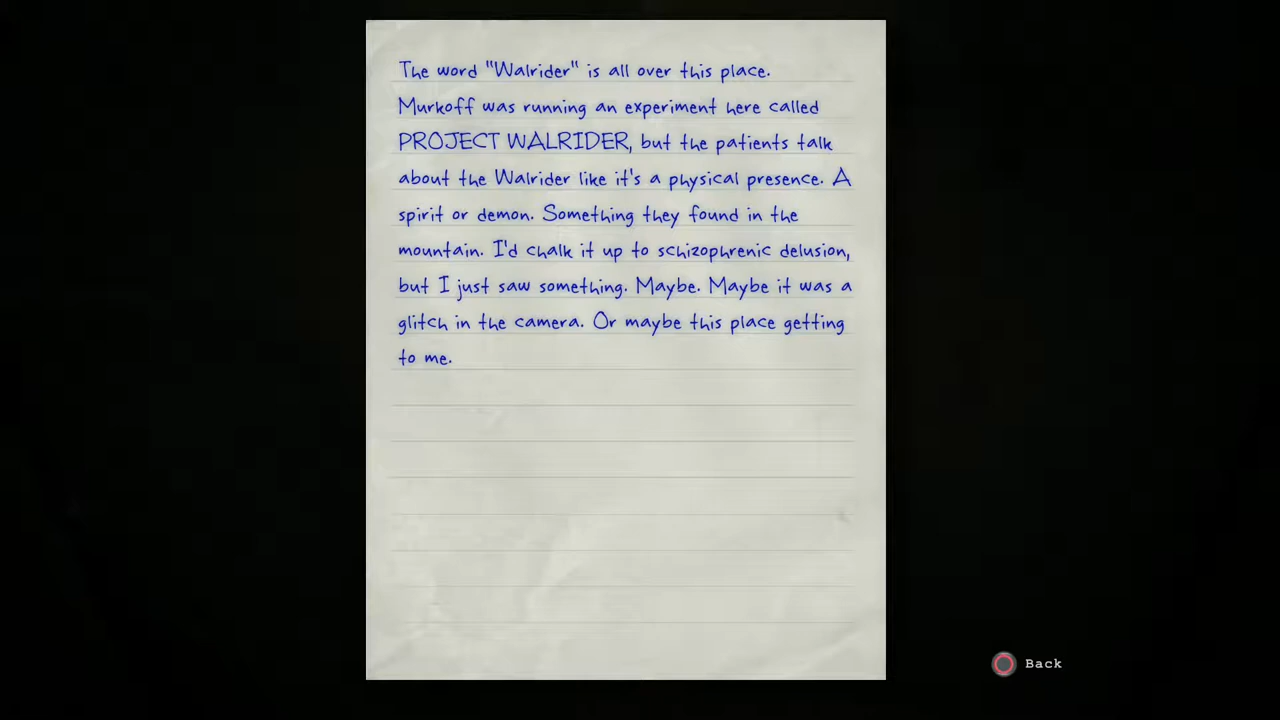 The word "Walrider" is all over this place.
Murkoff was running an experiment here called
PROJECT WALRIDER, but the patients talk
about the Walrider like it's a physical presence. A
spirit or demon. Something they found in the
mountain. I'd chalk it up to schizophrenic delusion,
but I just saw something. Maybe. Maybe it was a
glitch in the camera. Or maybe this place getting
to me.
Back